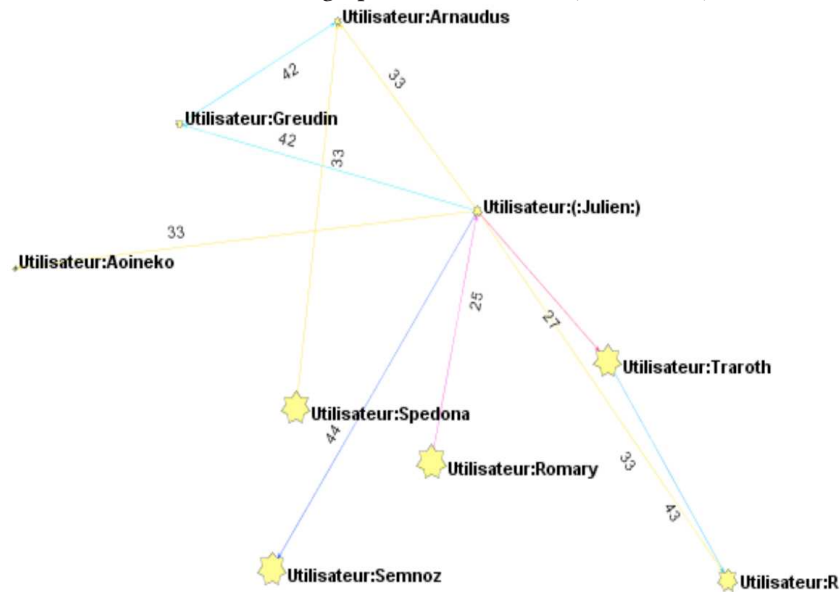 Utilisateur:Arnaudus
42
33
Utilisateur:Greudin
42
33
Utilisateur:(:Julien:)
33
Utilisateur:Aoineko
25
27
Utilisateur:Traroth
Utilisateur:Spedona
44
33
Utilisateur:Romary
43
Utilisateur:Semnoz
Utilisateur:R